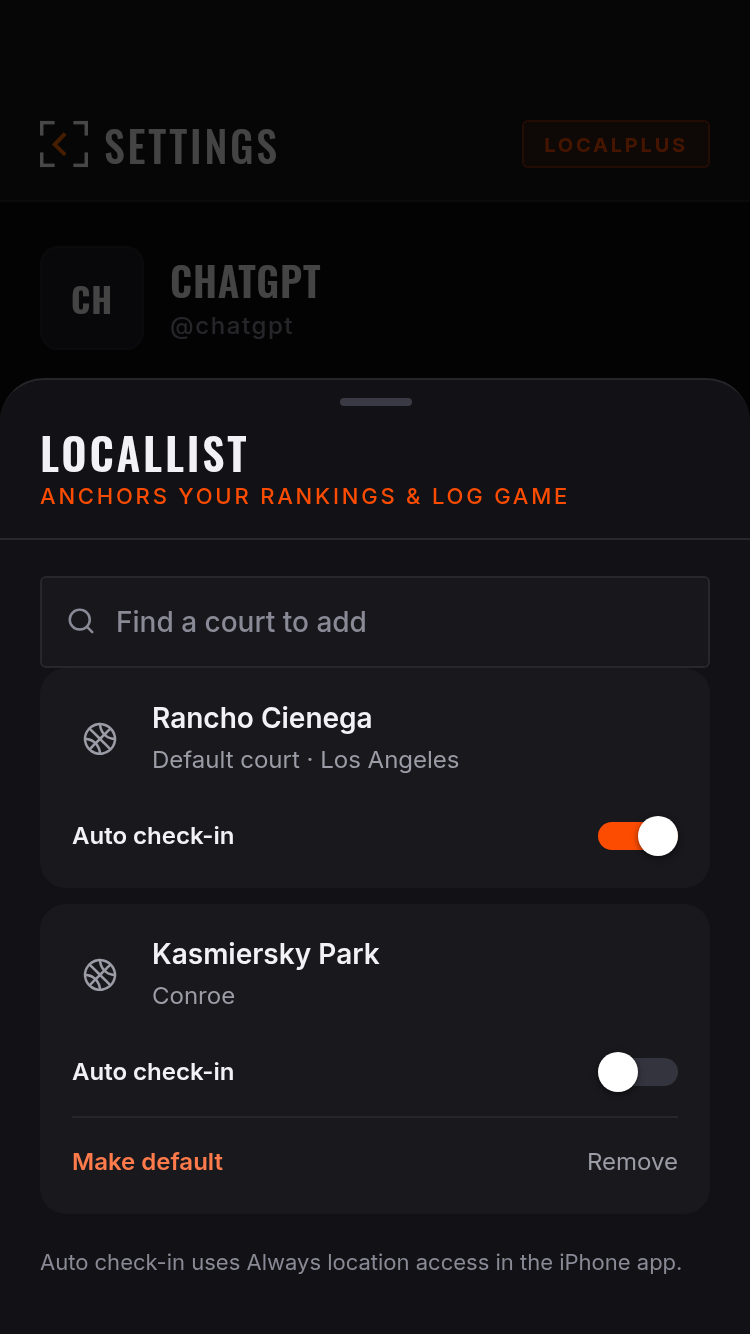 SETTINGS
LOCALPLUS
CH
CHATGPT
@chatgpt
LOCALLIST
ANCHORS YOUR RANKINGS & LOG GAME
Find a court to add
Rancho Cienega
Default court · Los Angeles
Auto check-in
Kasmiersky Park
Conroe
Auto check-in
Make default
Remove
Auto check-in uses Always location access in the iPhone app.